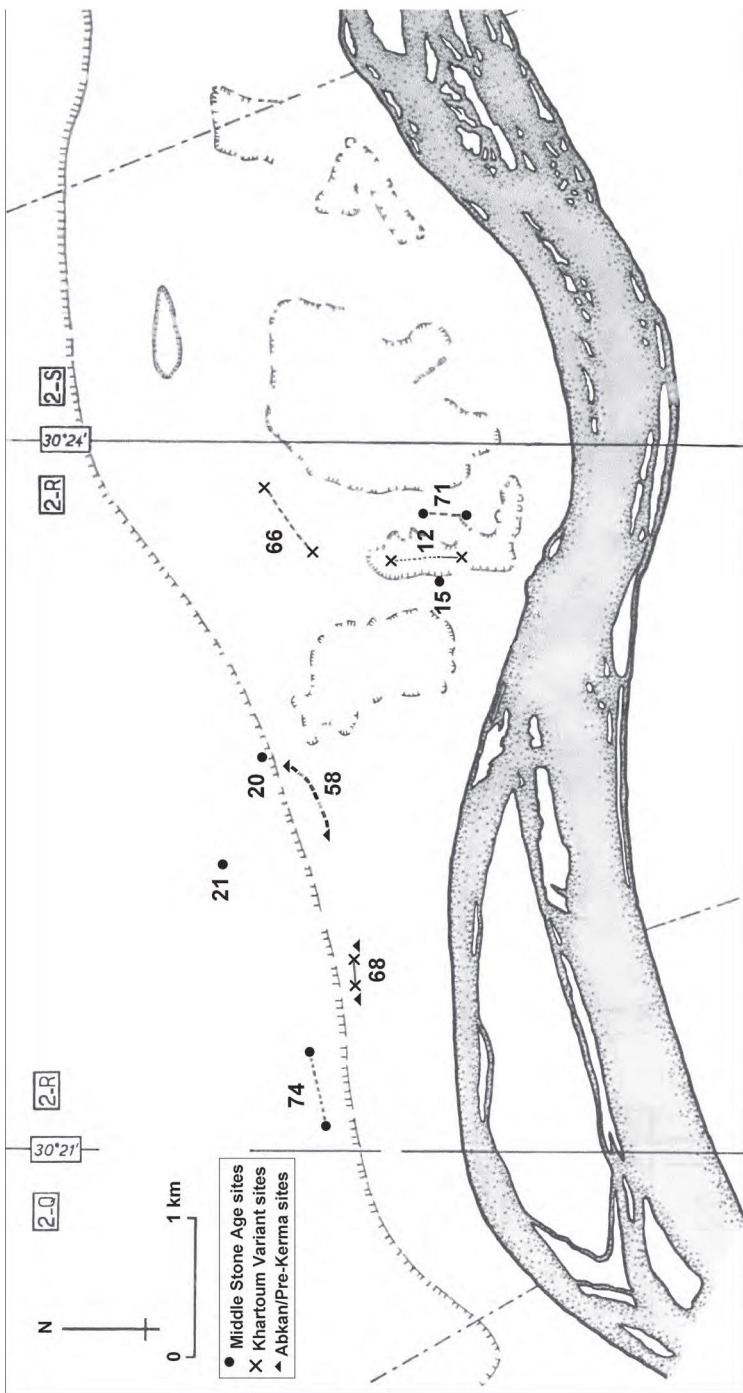 N
0 1 km
● Middle Stone Age sites
× Khartoum Variant sites
▲ Abkan/Pre-Kerma sites
2-Q
30°21'
2-R
2-R
30°24'
2-S
74
68
21
20
58
15
12
71
66